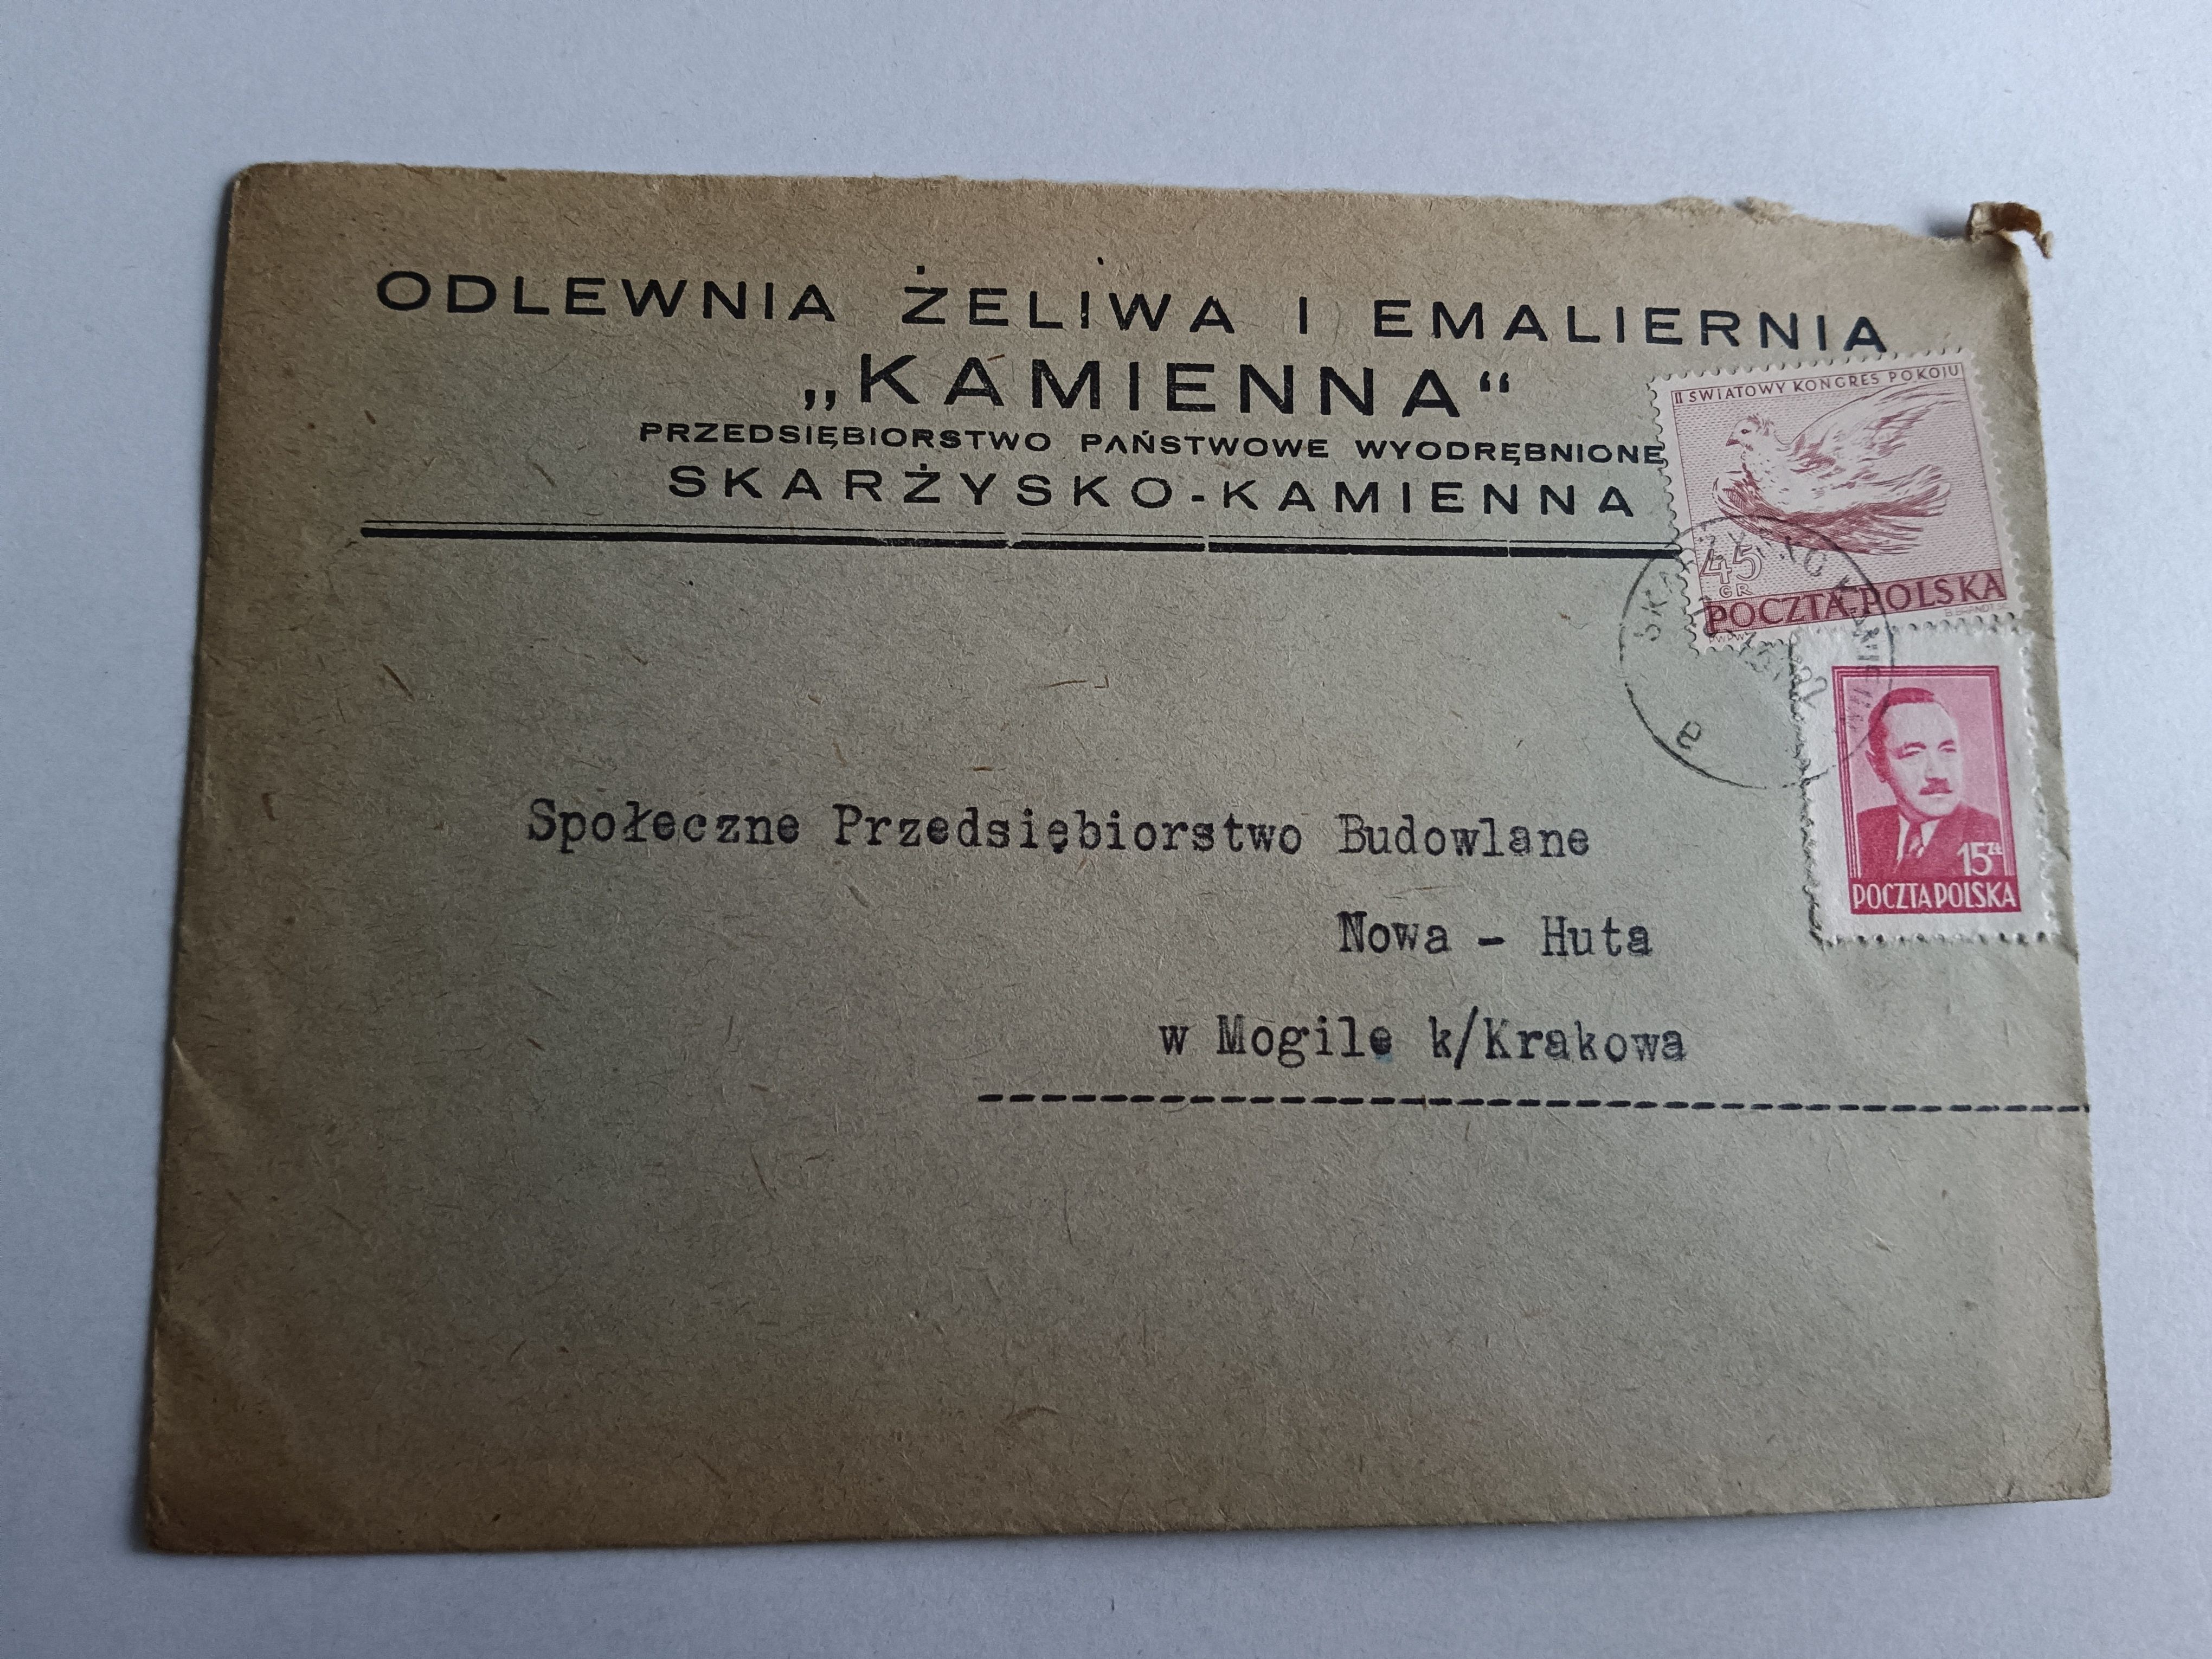 ODLEWNIA ŻELIWA I EMALIERNIA
„KAMIENNA“
PRZEDSIĘBIORSTWO PAŃSTWOWE WYODRĘBNIONE
SKARŻYSKO-KAMIENNA
II ŚWIATOWY KONGRES POKOJU
45
GR
POCZTA POLSKA
B. BRANDT
a
15 ZŁ
POCZTA POLSKA
Społeczne Przedsiębiorstwo Budowlane
Nowa - Huta
w Mogile k/Krakowa